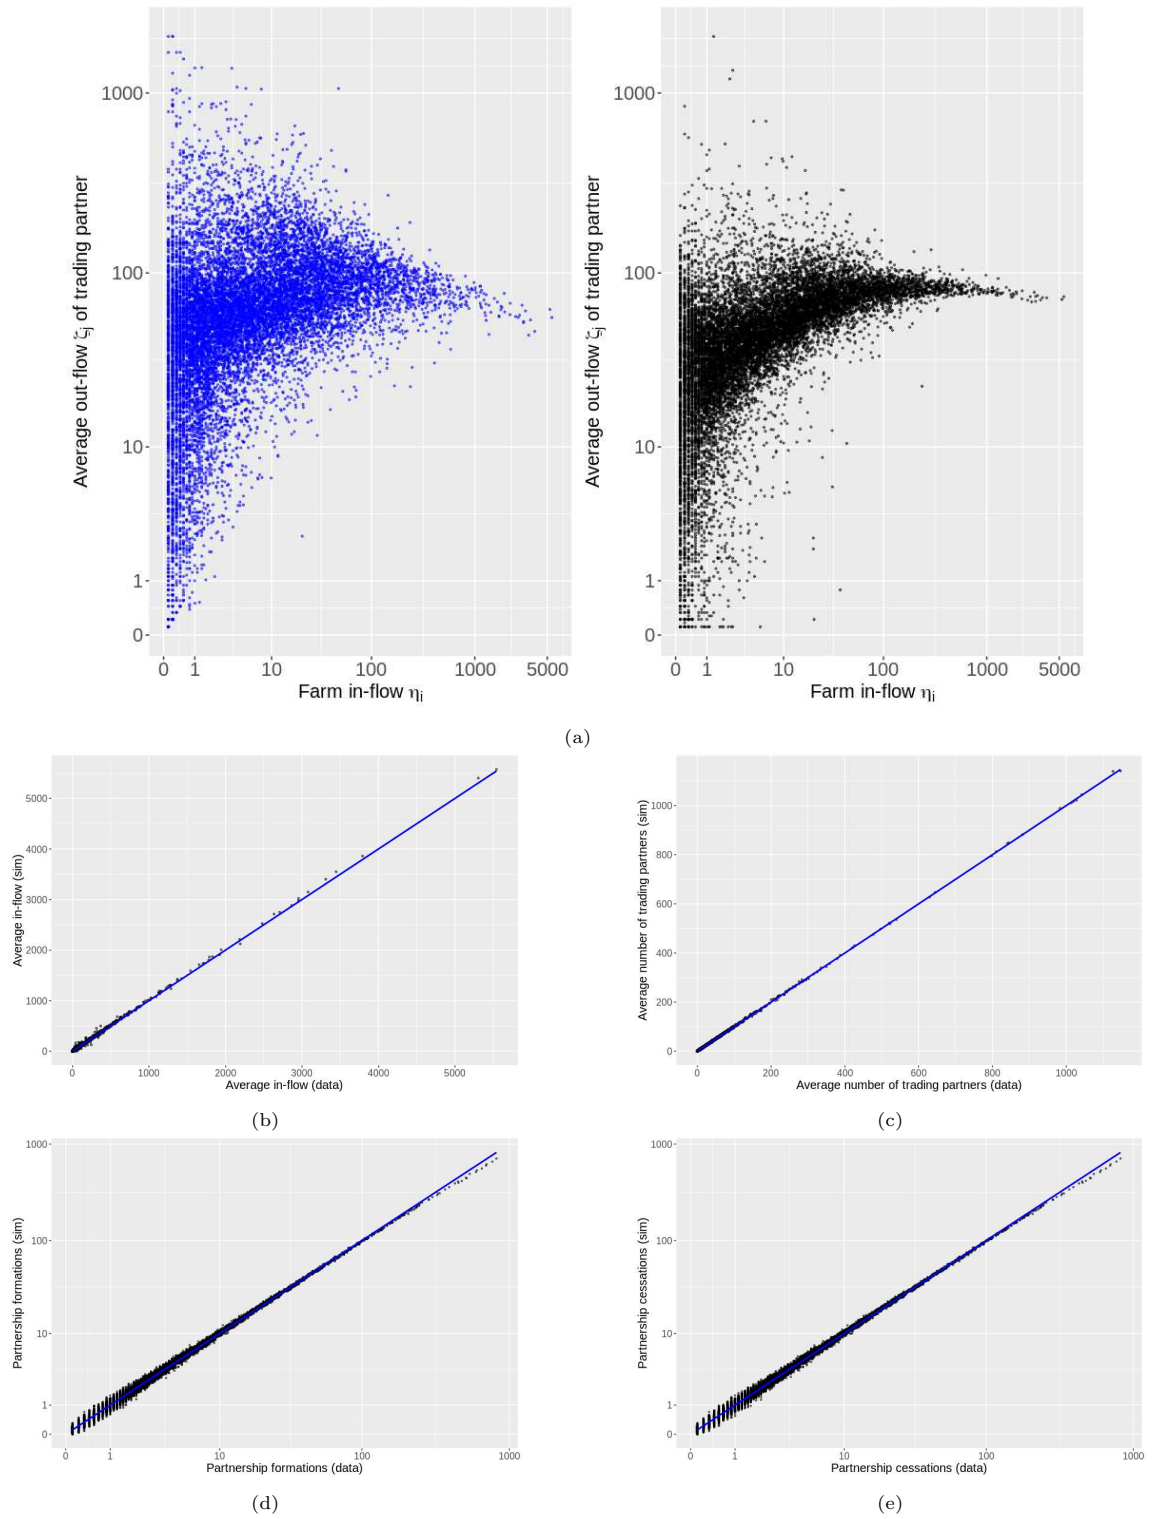 1000
100
10
1
0
Average out-flow ζj of trading partner
0 1 10 100 1000 5000
Farm in-flow ηi
1000
100
10
1
0
Average out-flow ζj of trading partner
0 1 10 100 1000 5000
Farm in-flow ηi
(a)
5000
4000
3000
2000
1000
0
Average in-flow (sim)
0 1000 2000 3000 4000 5000
Average in-flow (data)
(b)
1000
800
600
400
200
0
Average number of trading partners (sim)
0 200 400 600 800 1000
Average number of trading partners (data)
(c)
1000
100
10
1
0
Partnership formations (sim)
0 1 10 100 1000
Partnership formations (data)
(d)
1000
100
10
1
0
Partnership cessations (sim)
0 1 10 100 1000
Partnership cessations (data)
(e)